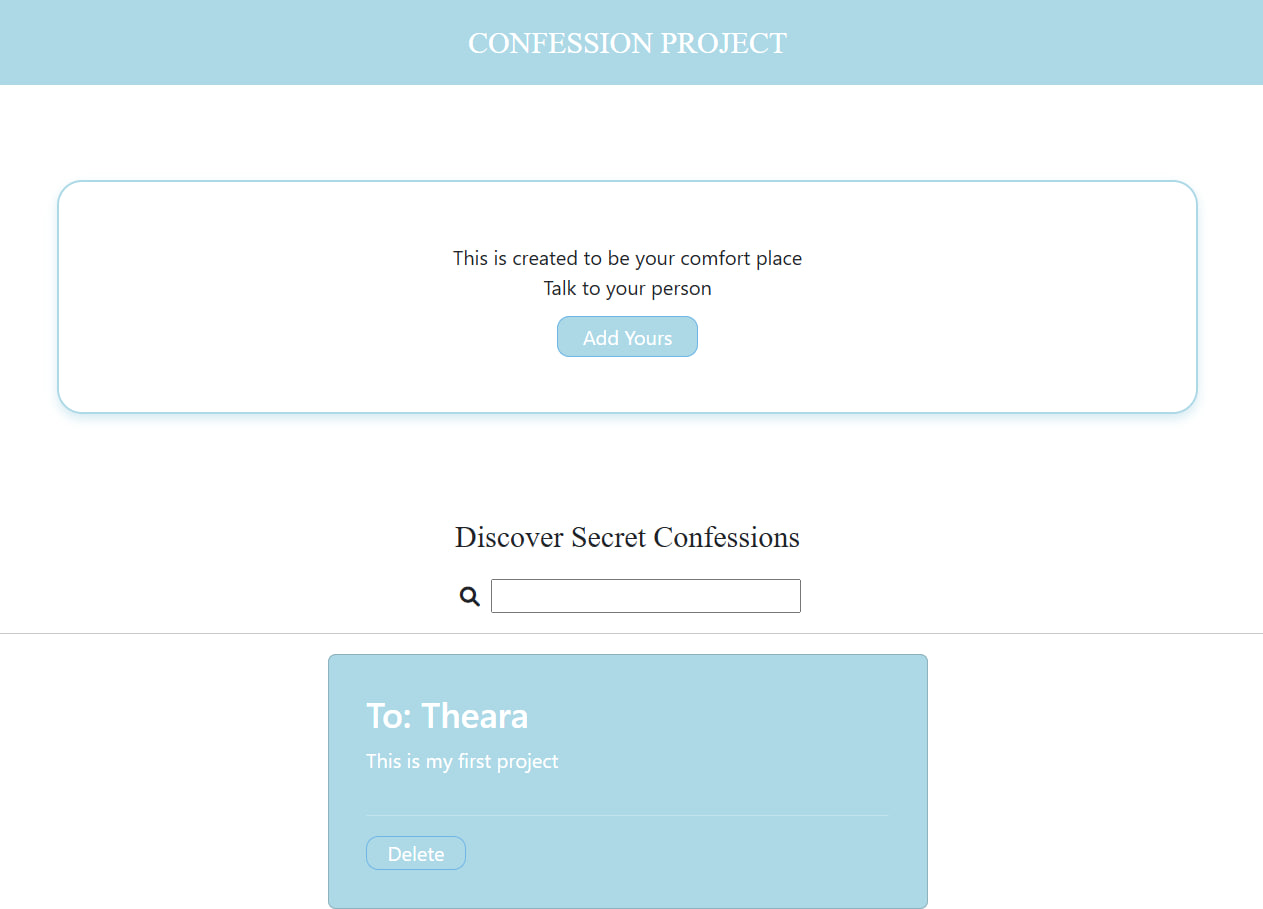 CONFESSION PROJECT
This is created to be your comfort place
Talk to your person
Add Yours
Discover Secret Confessions
To: Theara
This is my first project
Delete